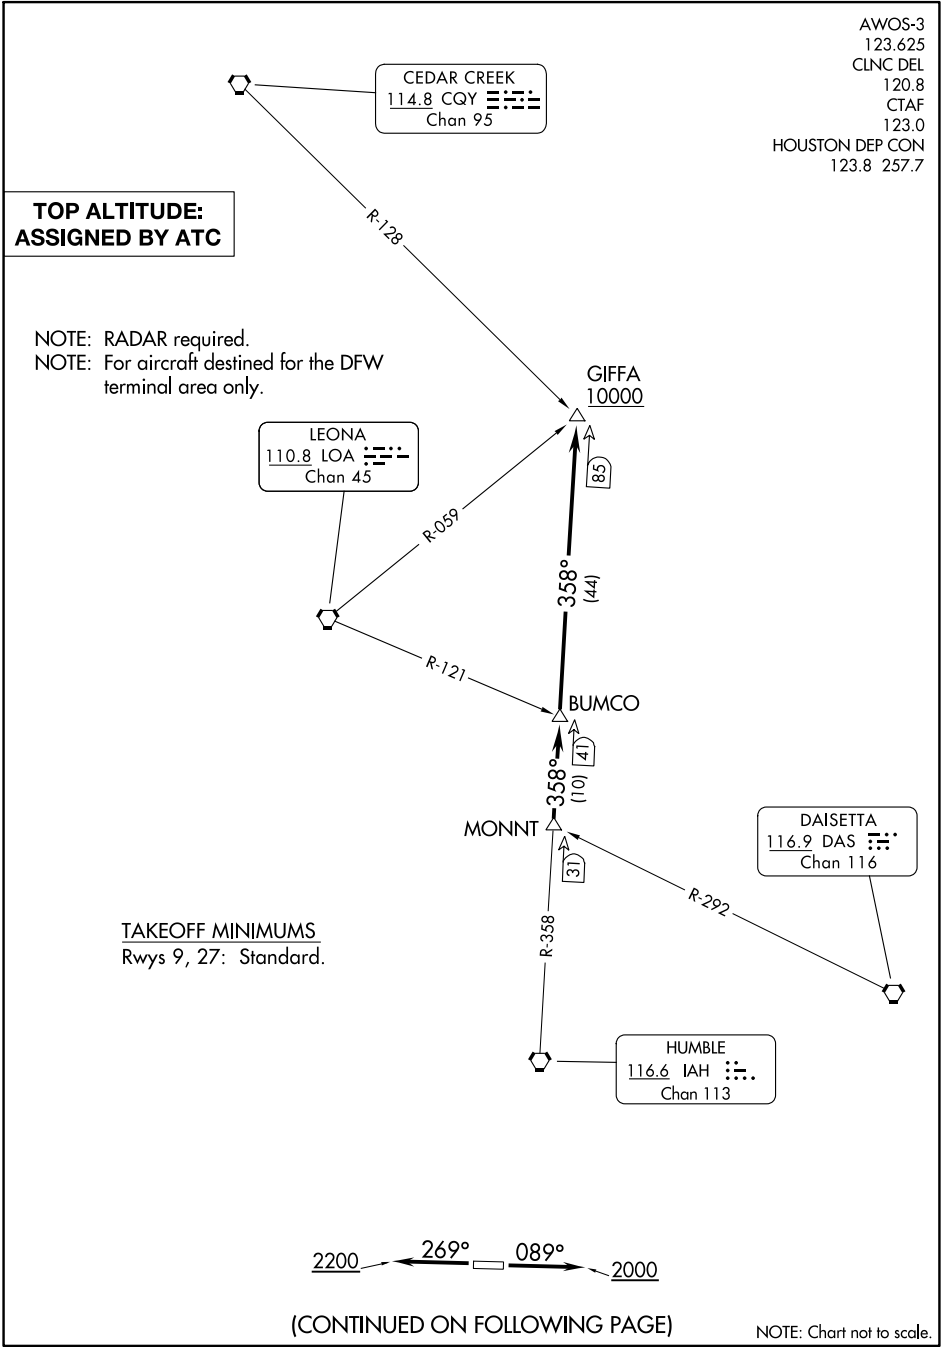 AWOS-3
123.625
CLNC DEL
120.8
CTAF
123.0
HOUSTON DEP CON
123.8 257.7
CEDAR CREEK
114.8 CQY
Chan 95
TOP ALTITUDE:
ASSIGNED BY ATC
R-128
NOTE: RADAR required.
NOTE: For aircraft destined for the DFW
terminal area only.
GIFFA
10000
LEONA
110.8 LOA
Chan 45
85
R-059
358°
(44)
R-121
BUMCO
41
358°
(10)
MONNT
31
DAISETTA
116.9 DAS
Chan 116
R-292
R-358
TAKEOFF MINIMUMS
Rwys 9, 27: Standard.
HUMBLE
116.6 IAH
Chan 113
2200 269° 089° 2000
(CONTINUED ON FOLLOWING PAGE)
NOTE: Chart not to scale.